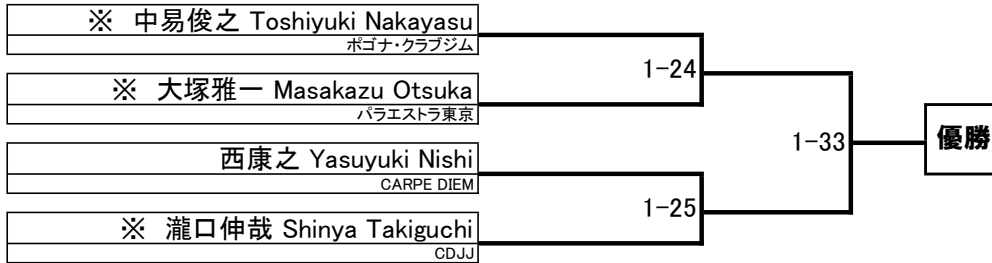 ※ 中易俊之 Toshiyuki Nakayasu
ポゴナ・クラブジム
1-24
※ 大塚雅一 Masakazu Otsuka
パラエストラ東京
1-33
優勝
西康之 Yasuyuki Nishi
CARPE DIEM
1-25
※ 瀧口伸哉 Shinya Takiguchi
CDJJ